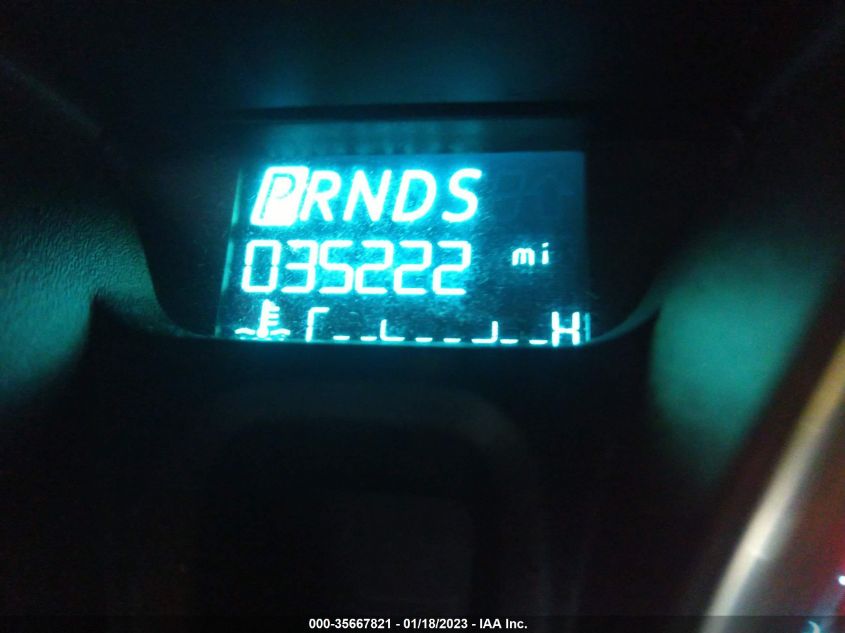 PRNDS
035222 mi
C H
000-35667821 - 01/18/2023 - IAA Inc.